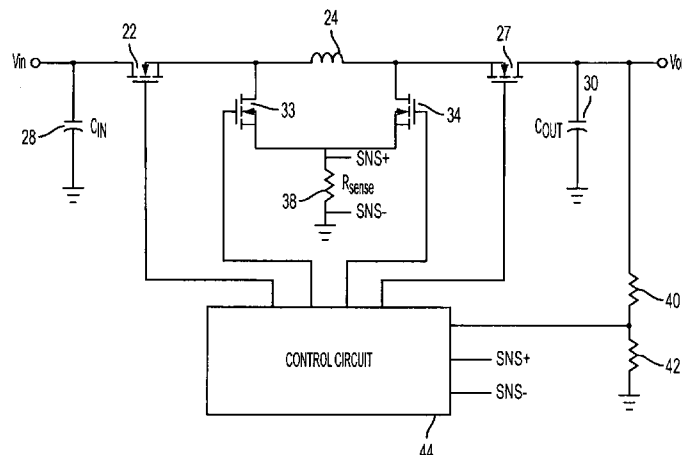 22
24
27
Vin
Vo
30
33
34
28
CIN
COUT
SNS+
38
Rsense
SNS-
40
CONTROL CIRCUIT
SNS+
42
SNS-
44